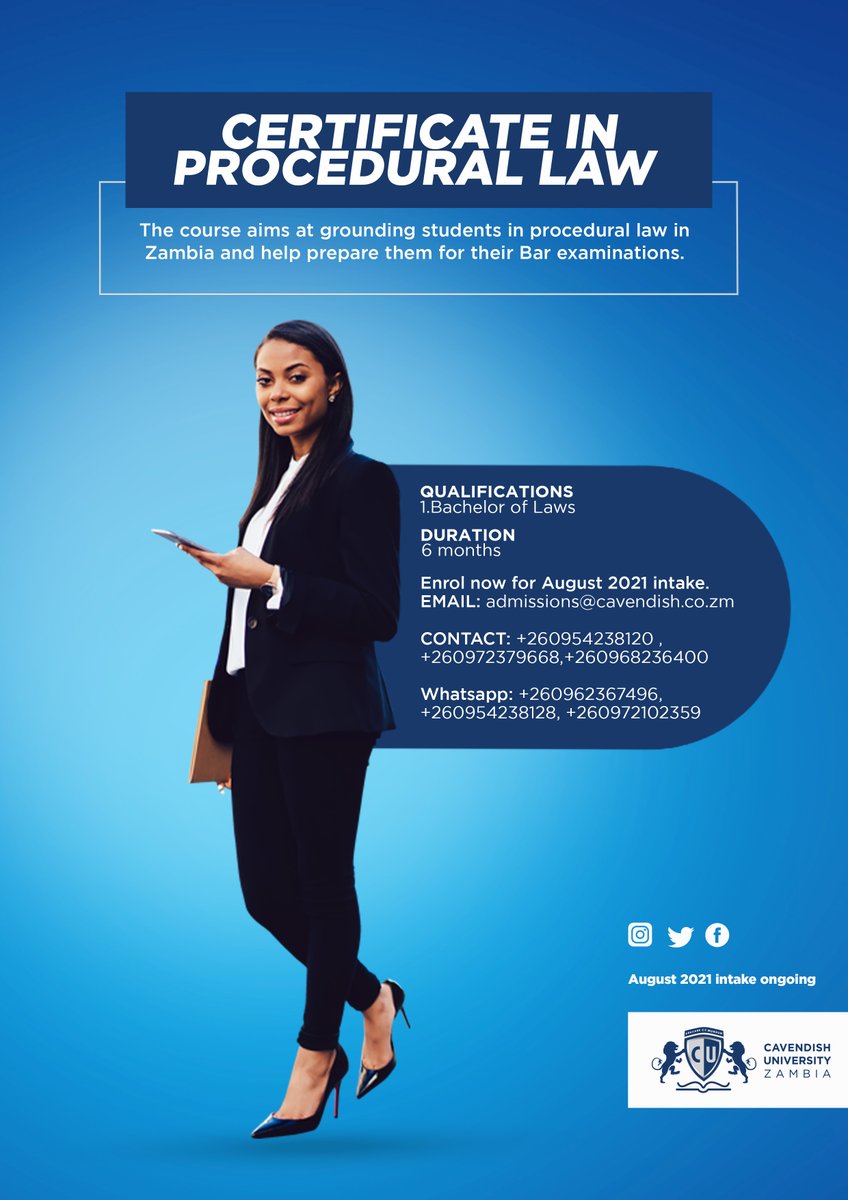 CERTIFICATE IN
PROCEDURAL LAW
The course aims at grounding students in procedural law in
Zambia and help prepare them for their Bar examinations.
QUALIFICATIONS
1.Bachelor of Laws
DURATION
6 months
Enrol now for August 2021 intake.
EMAIL: admissions@cavendish.co.zm
CONTACT: +260954238120 ,
+260972379668,+260968236400
Whatsapp: +260962367496,
+260954238128, +260972102359
August 2021 intake ongoing
CU
CAVENDISH
UNIVERSITY
ZAMBIA